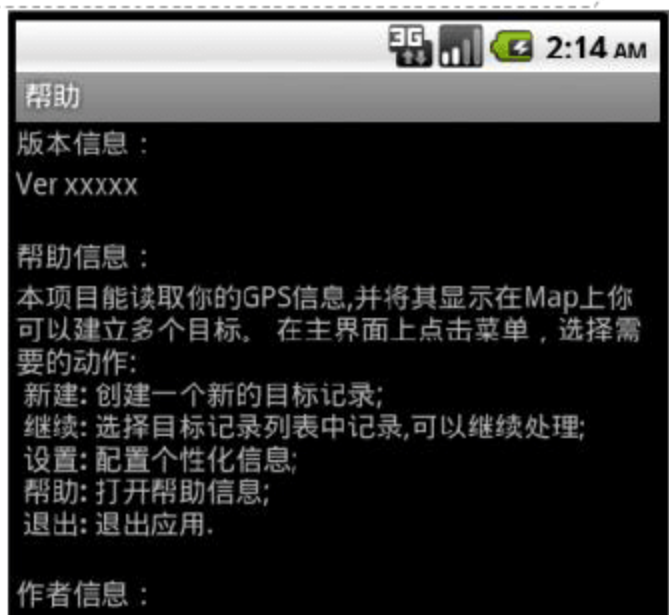 3G 2:14 AM
帮助
版本信息：
Ver xxxxx
帮助信息：
本项目能读取你的GPS信息,并将其显示在Map上你
可以建立多个目标。 在主界面上点击菜单，选择需
要的动作:
新建: 创建一个新的目标记录;
继续: 选择目标记录列表中记录,可以继续处理;
设置: 配置个性化信息;
帮助: 打开帮助信息;
退出: 退出应用.
作者信息：